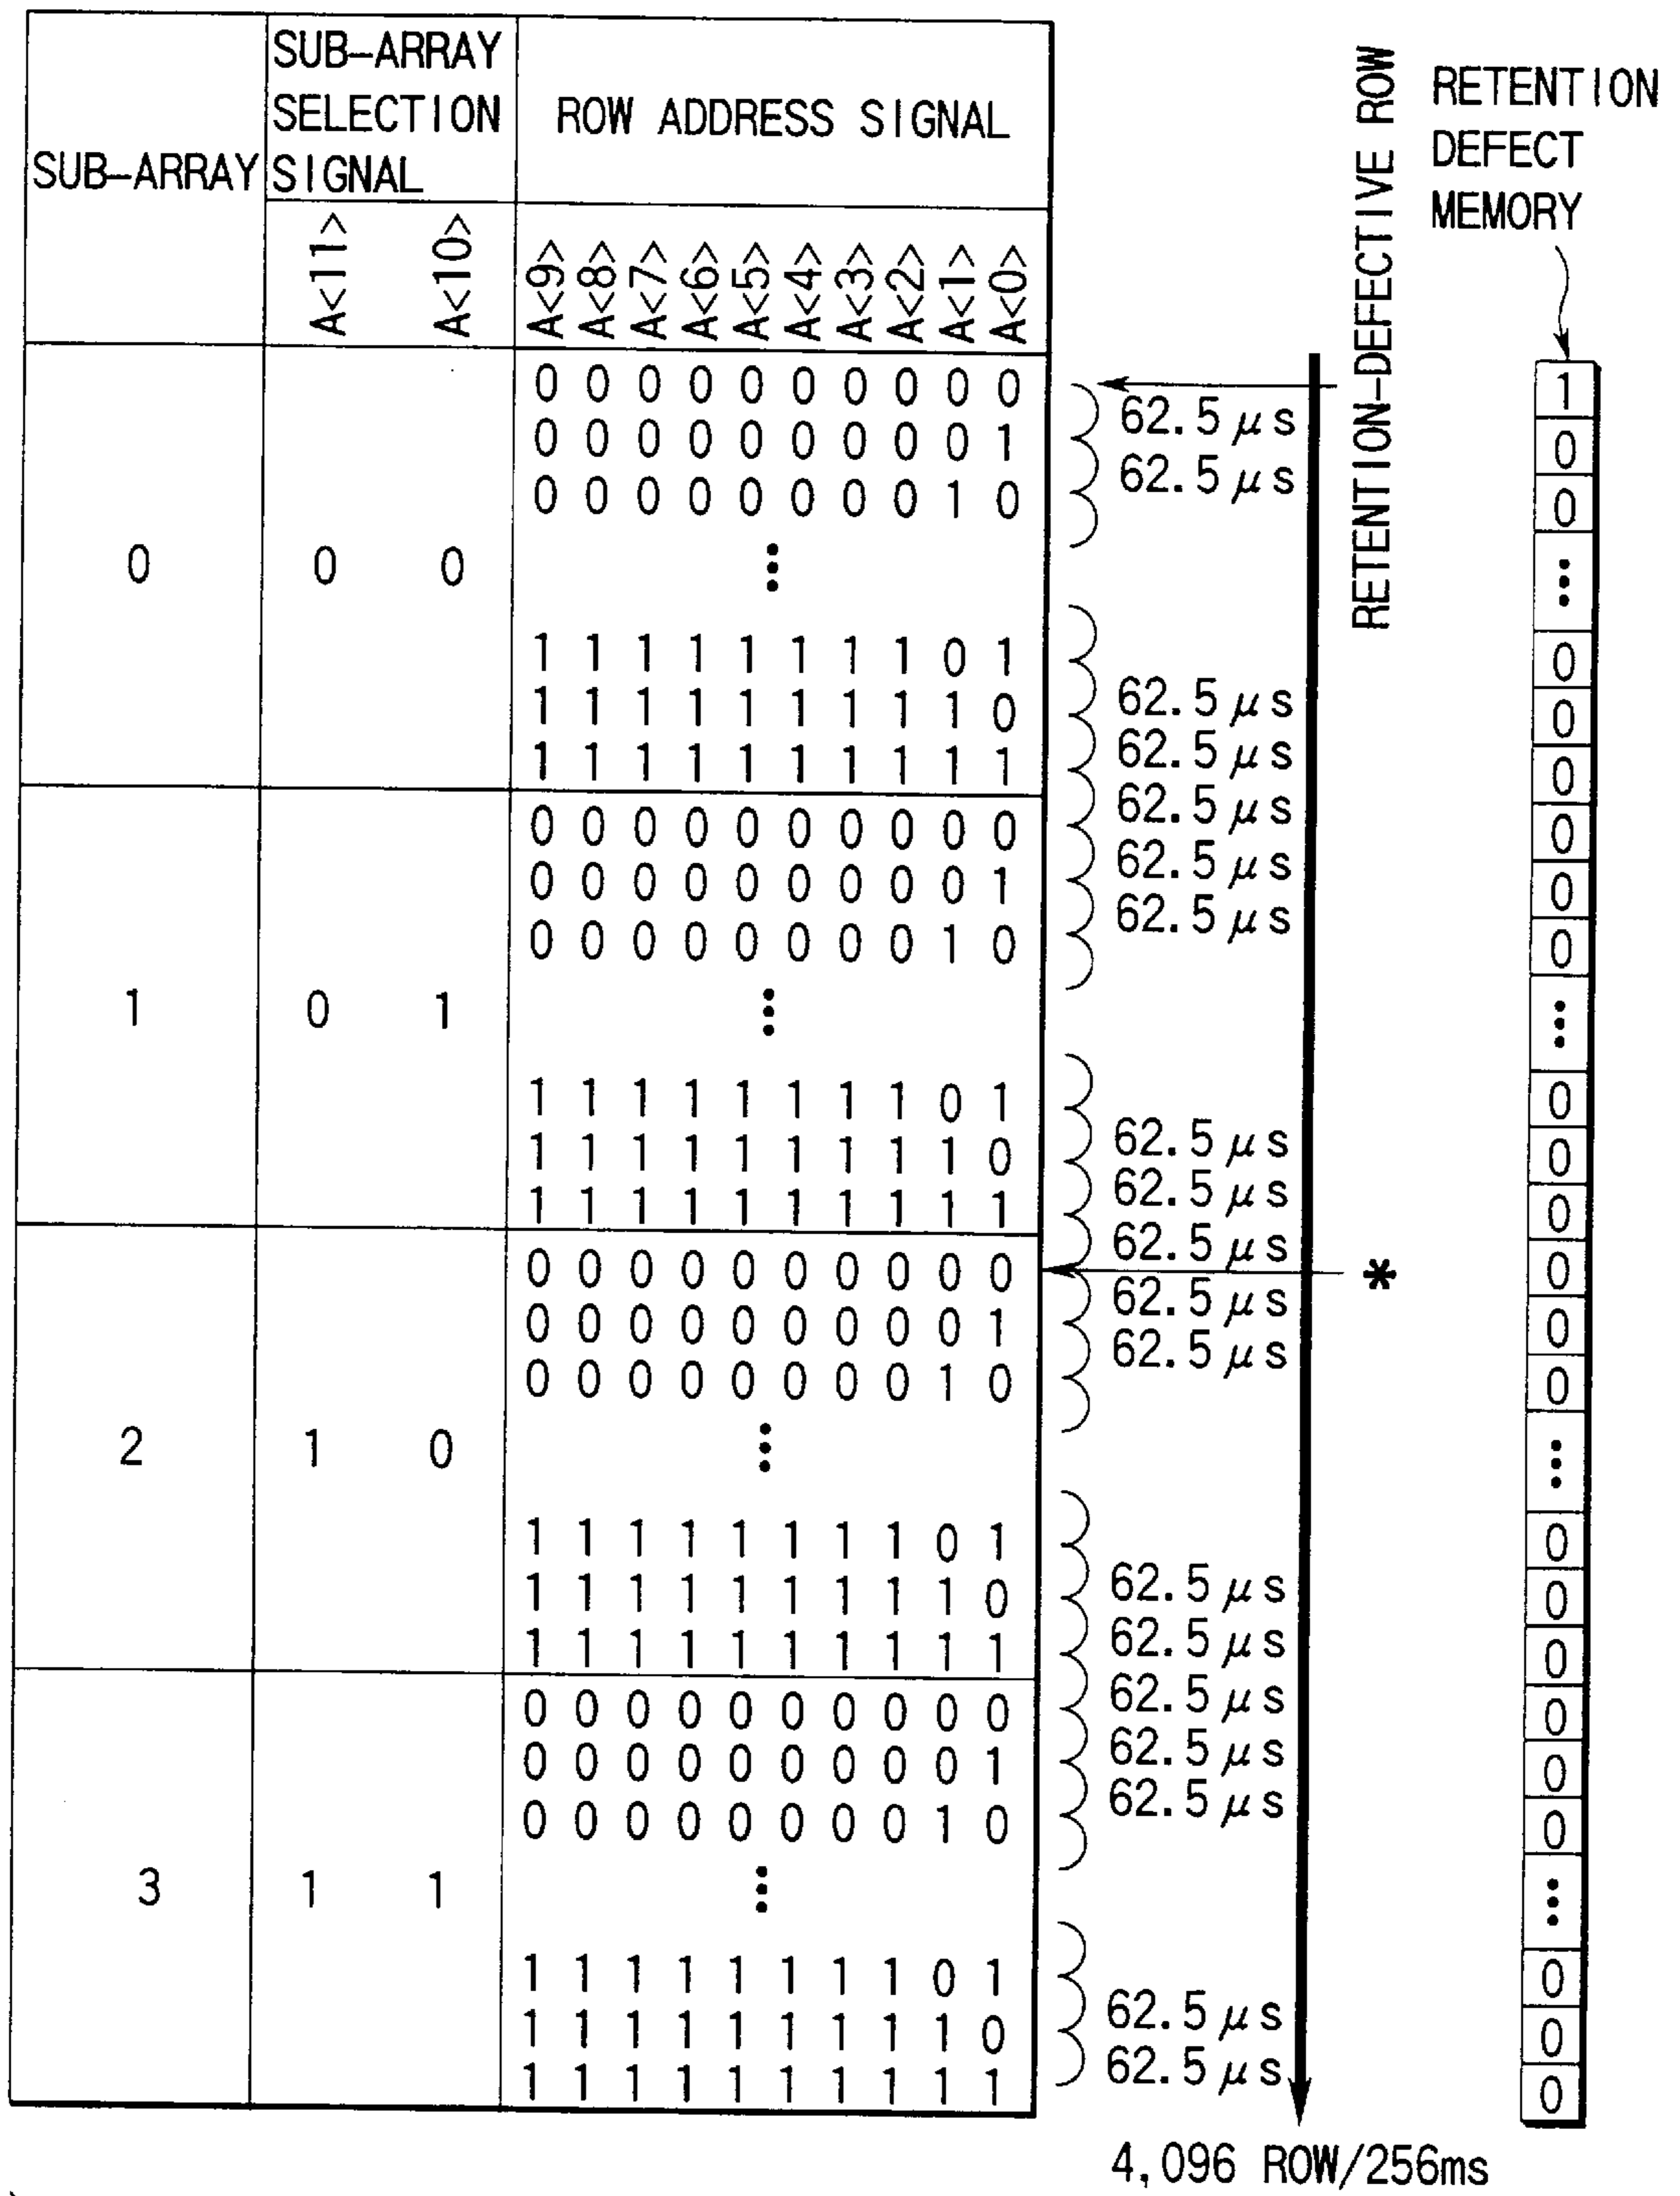 SUB-ARRAY
SUB-ARRAY
SELECTION
SIGNAL
ROW ADDRESS SIGNAL
A<11> A<10>
A<9> A<8> A<7> A<6> A<5> A<4> A<3> A<2> A<1> A<0>
RETENTION-DEFECTIVE ROW
RETENTION
DEFECT
MEMORY
0 0 0 0 0 0 0 0 0 0 1
62.5 μs
0 0 0 0 0 0 0 0 0 1 0
62.5 μs
0 0 0 0 0 0 0 0 1 0 0
0 0 0 ⋮ ⋮
1 1 1 1 1 1 1 1 0 1 0
62.5 μs
1 1 1 1 1 1 1 1 1 0 0
62.5 μs
1 1 1 1 1 1 1 1 1 1 0
62.5 μs
0 0 0 0 0 0 0 0 0 0 0
62.5 μs
0 0 0 0 0 0 0 0 0 1 0
62.5 μs
0 0 0 0 0 0 0 0 1 0 0
1 0 1 ⋮ ⋮
1 1 1 1 1 1 1 1 0 1 0
62.5 μs
1 1 1 1 1 1 1 1 1 0 0
62.5 μs
1 1 1 1 1 1 1 1 1 1 0
62.5 μs
0 0 0 0 0 0 0 0 0 0 * 0
62.5 μs
0 0 0 0 0 0 0 0 0 1 0
62.5 μs
0 0 0 0 0 0 0 0 1 0 0
2 1 0 ⋮ ⋮
1 1 1 1 1 1 1 1 0 1 0
62.5 μs
1 1 1 1 1 1 1 1 1 0 0
62.5 μs
1 1 1 1 1 1 1 1 1 1 0
62.5 μs
0 0 0 0 0 0 0 0 0 0 0
62.5 μs
0 0 0 0 0 0 0 0 0 1 0
62.5 μs
0 0 0 0 0 0 0 0 1 0 0
3 1 1 ⋮ ⋮
1 1 1 1 1 1 1 1 0 1 0
62.5 μs
1 1 1 1 1 1 1 1 1 0 0
62.5 μs
1 1 1 1 1 1 1 1 1 1 0
4,096 ROW/256ms